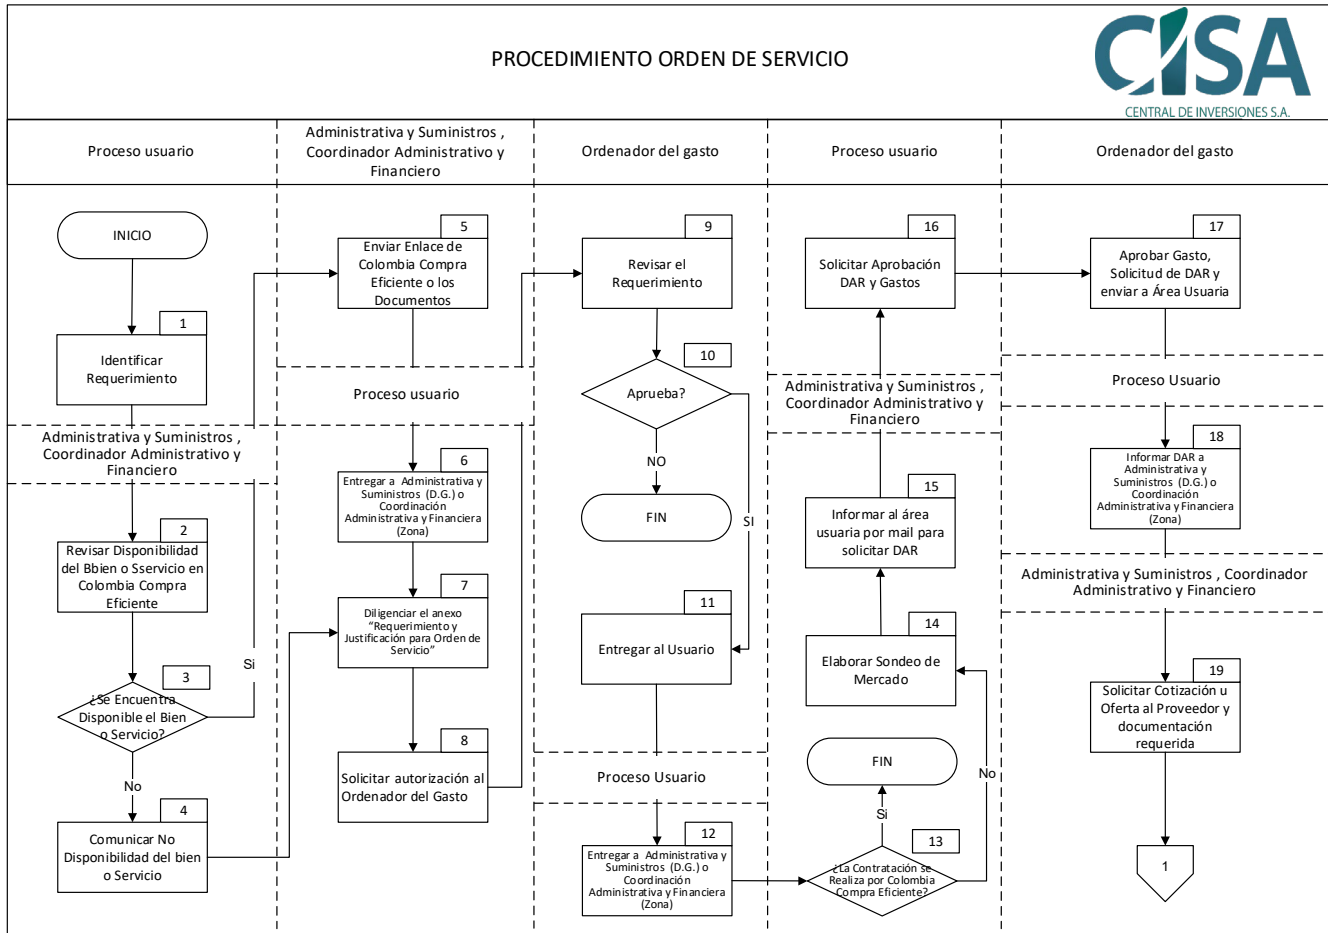 PROCEDIMIENTO ORDEN DE SERVICIO
CISA
CENTRAL DE INVERSIONES S.A.
Proceso usuario
Administrativa y Suministros ,
Coordinador Administrativo y
Financiero
Ordenador del gasto
Proceso usuario
Ordenador del gasto
INICIO
1
Identificar
Requerimiento
Administrativa y Suministros ,
Coordinador Administrativo y
Financiero
2
Revisar Disponibilidad
del Bbien o Sservicio en
Colombia Compra
Eficiente
3
¿Se Encuentra
Disponible el Bien
o Servicio?
Si
No
4
Comunicar No
Disponibilidad del bien
o Servicio
5
Enviar Enlace de
Colombia Compra
Eficiente o los
Documentos
Proceso usuario
6
Entregar a Administrativa y
Suministros (D.G.) o
Coordinación
Administrativa y Financiera
(Zona)
7
Diligenciar el anexo
“Requerimiento y
Justificación para Orden de
Servicio”
8
Solicitar autorización al
Ordenador del Gasto
9
Revisar el
Requerimiento
10
Aprueba?
NO
SI
FIN
11
Entregar al Usuario
Proceso Usuario
12
Entregar a Administrativa y
Suministros (D.G.) o
Coordinación
Administrativa y Financiera
(Zona)
16
Solicitar Aprobación
DAR y Gastos
Administrativa y Suministros ,
Coordinador Administrativo y
Financiero
15
Informar al área
usuaria por mail para
solicitar DAR
14
Elaborar Sondeo de
Mercado
FIN
Si
No
13
¿La Contratación se
Realiza por Colombia
Compra Eficiente?
17
Aprobar Gasto,
Solicitud de DAR y
enviar a Área Usuaria
Proceso Usuario
18
Informar DAR a
Administrativa y
Suministros (D.G.) o
Coordinación
Administrativa y Financiera
(Zona)
Administrativa y Suministros , Coordinador
Administrativo y Financiero
19
Solicitar Cotización u
Oferta al Proveedor y
documentación
requerida
1